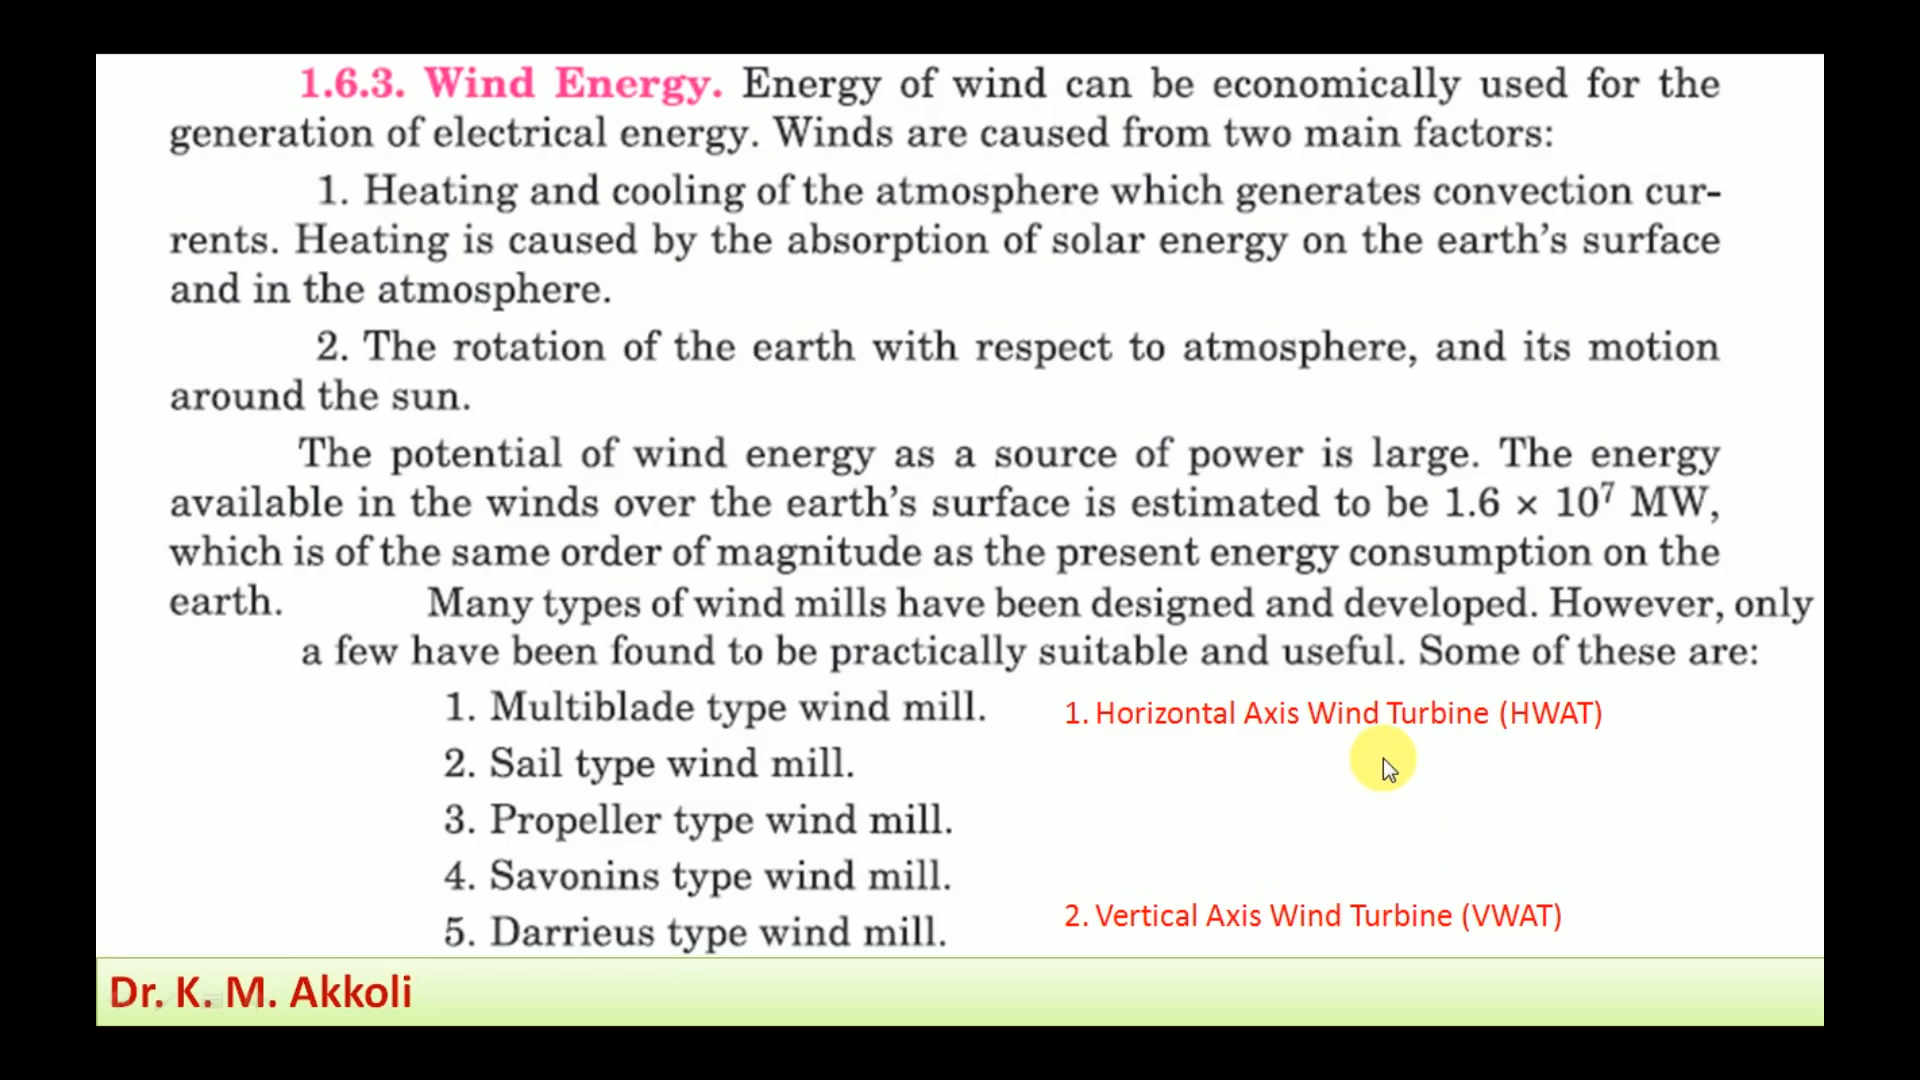 1.6.3. Wind Energy. Energy of wind can be economically used for the
generation of electrical energy. Winds are caused from two main factors:
1. Heating and cooling of the atmosphere which generates convection cur-
rents. Heating is caused by the absorption of solar energy on the earth's surface
and in the atmosphere.
2. The rotation of the earth with respect to atmosphere, and its motion
around the sun.
The potential of wind energy as a source of power is large. The energy
available in the winds over the earth's surface is estimated to be 1.6 × 10⁷ MW,
which is of the same order of magnitude as the present energy consumption on the
earth.
Many types of wind mills have been designed and developed. However, only
a few have been found to be practically suitable and useful. Some of these are:
1. Multiblade type wind mill.
2. Sail type wind mill.
3. Propeller type wind mill.
4. Savonins type wind mill.
5. Darrieus type wind mill.
1. Horizontal Axis Wind Turbine (HWAT)
2. Vertical Axis Wind Turbine (VWAT)
Dr. K. M. Akkoli